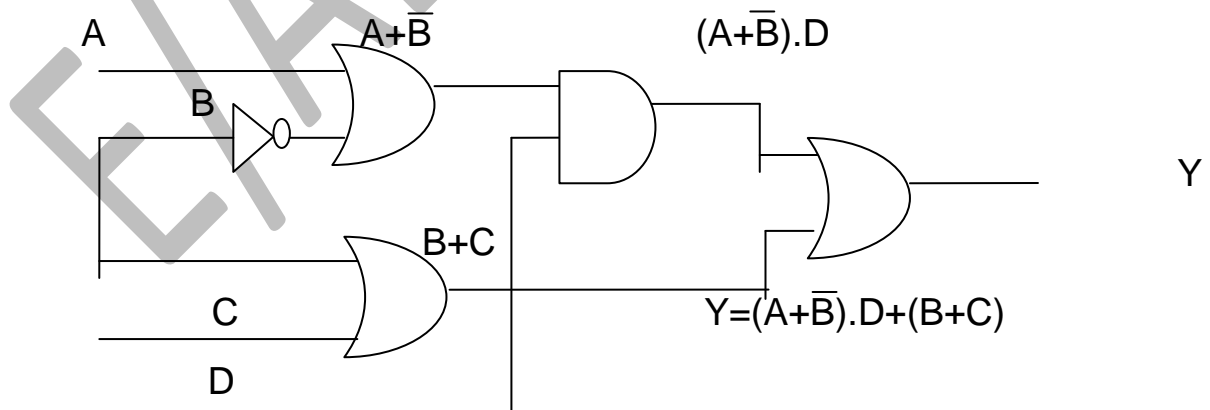 A A+B̅ (A+B̅).D
B
Y
B+C
C Y=(A+B̅).D+(B+C)
D